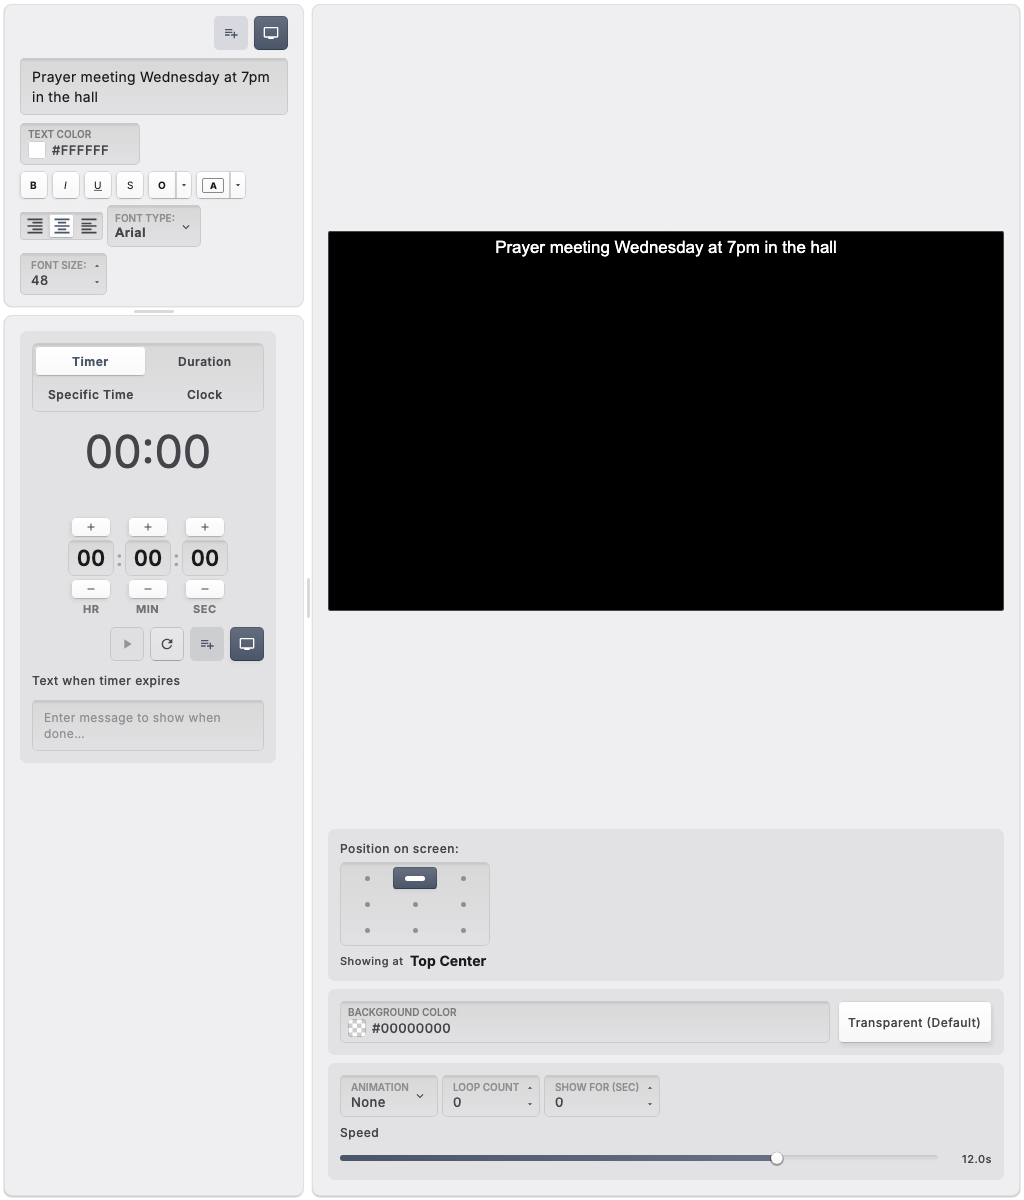 Prayer meeting Wednesday at 7pm
in the hall
TEXT COLOR
#FFFFFF
B I U S O A
FONT TYPE:
Arial
FONT SIZE:
48
Timer Duration
Specific Time Clock
00:00
+ + +
00 : 00 : 00
− − −
HR MIN SEC
Text when timer expires
Enter message to show when
done...
Prayer meeting Wednesday at 7pm in the hall
Position on screen:
Showing at Top Center
BACKGROUND COLOR
#00000000
Transparent (Default)
ANIMATION
None
LOOP COUNT
0
SHOW FOR (SEC)
0
Speed
12.0s